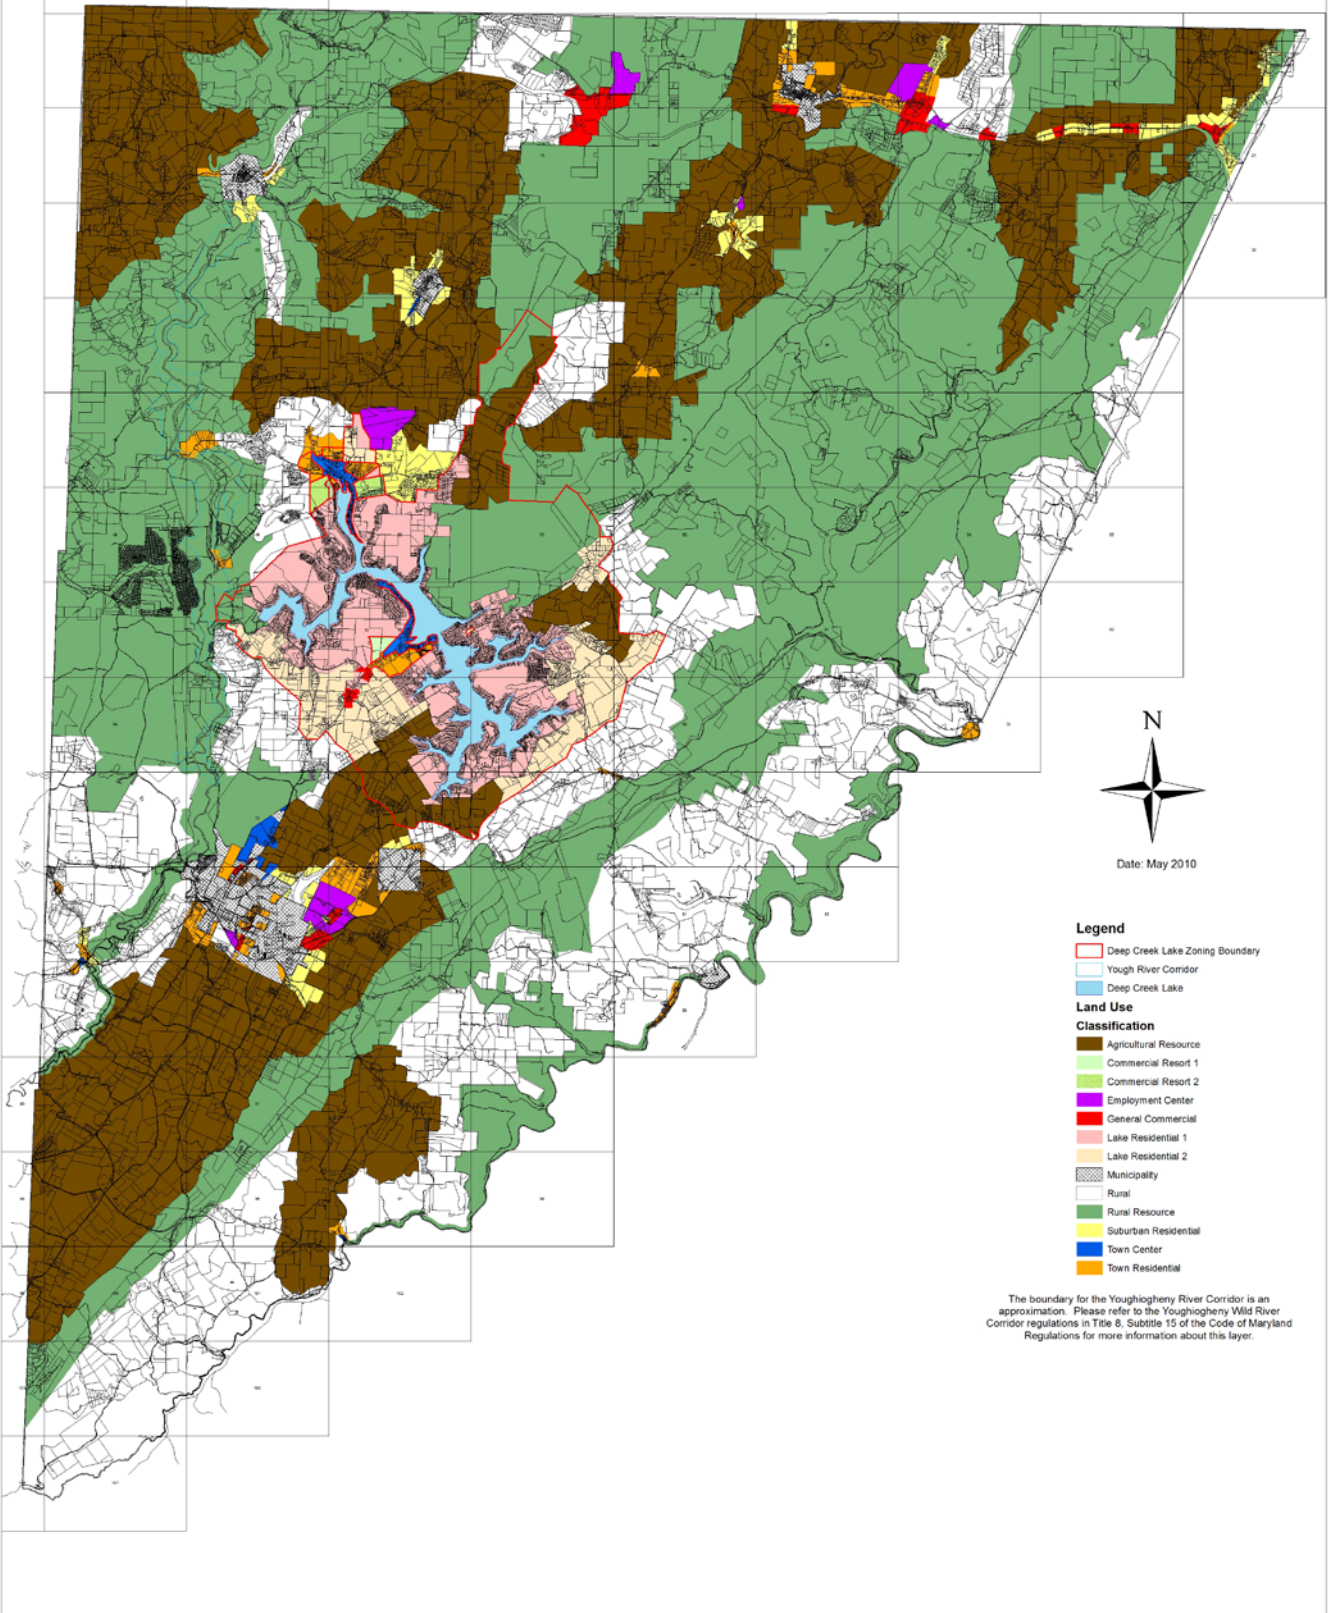 N
Date: May 2010
Legend
Deep Creek Lake Zoning Boundary
Yough River Corridor
Deep Creek Lake
Land Use
Classification
Agricultural Resource
Commercial Resort 1
Commercial Resort 2
Employment Center
General Commercial
Lake Residential 1
Lake Residential 2
Municipality
Rural
Rural Resource
Suburban Residential
Town Center
Town Residential
The boundary for the Youghiogheny River Corridor is an
approximation. Please refer to the Youghiogheny Wild River
Corridor regulations in Title 8, Subtitle 15 of the Code of Maryland
Regulations for more information about this layer.